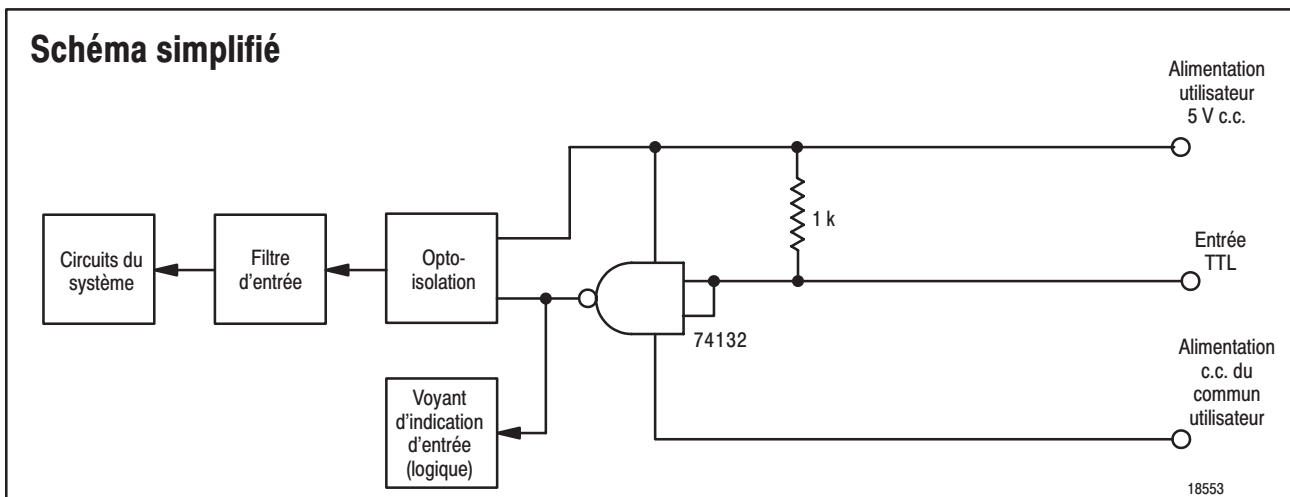 Schéma simplifié
Alimentation
utilisateur
5 V c.c.
1 k
Entrée
TTL
Circuits du
système
Filtre
d'entrée
Opto-
isolation
74132
Alimentation
c.c. du
commun
utilisateur
Voyant
d'indication
d'entrée
(logique)
18553